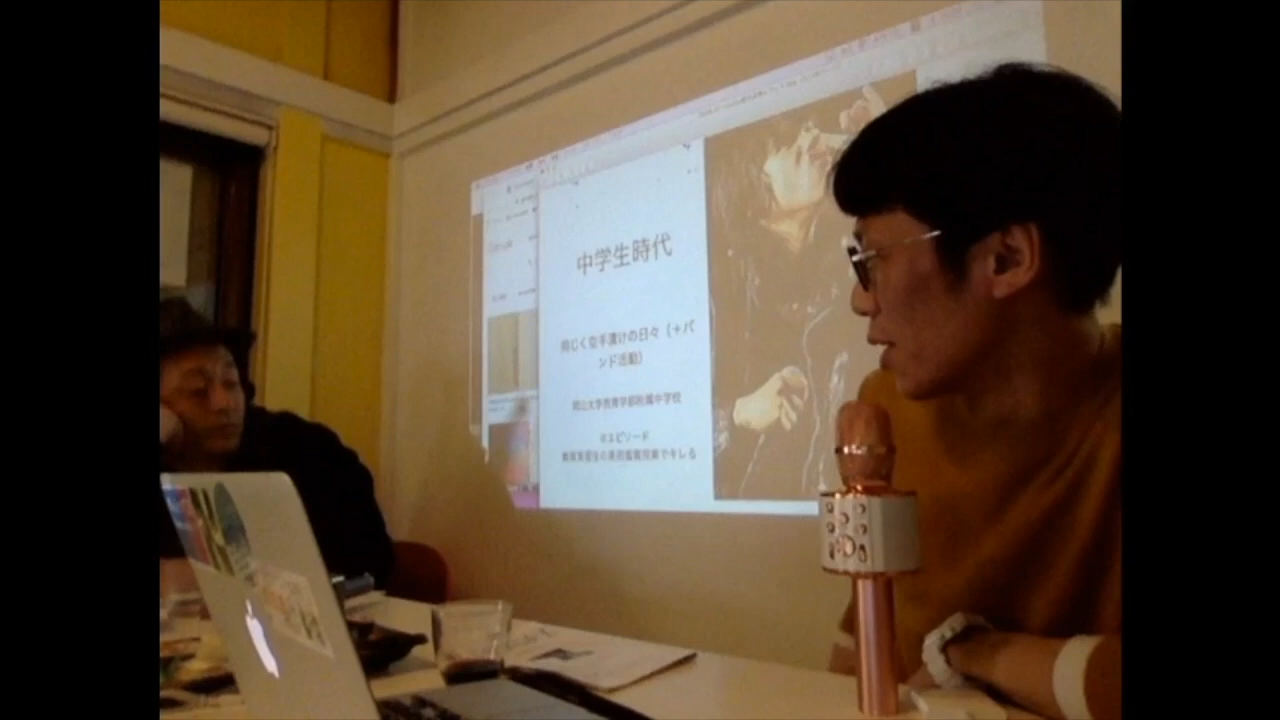 中学生時代
同じく空手漬けの日々（＋バ
ンド活動）
岡山大学教育学部附属中学校
＠エピソード
教育実習生の美術鑑賞授業でキレる